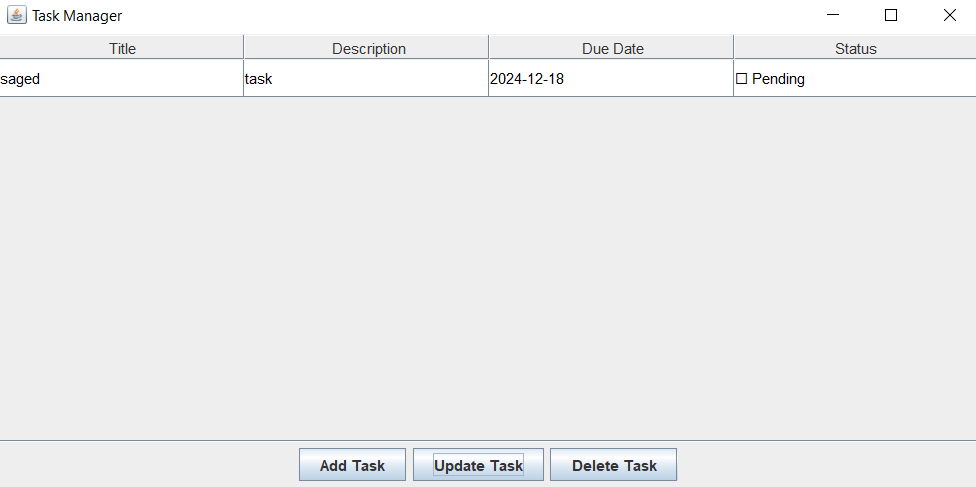 Task Manager
Title Description Due Date Status
saged task 2024-12-18 ☐ Pending
Add Task Update Task Delete Task